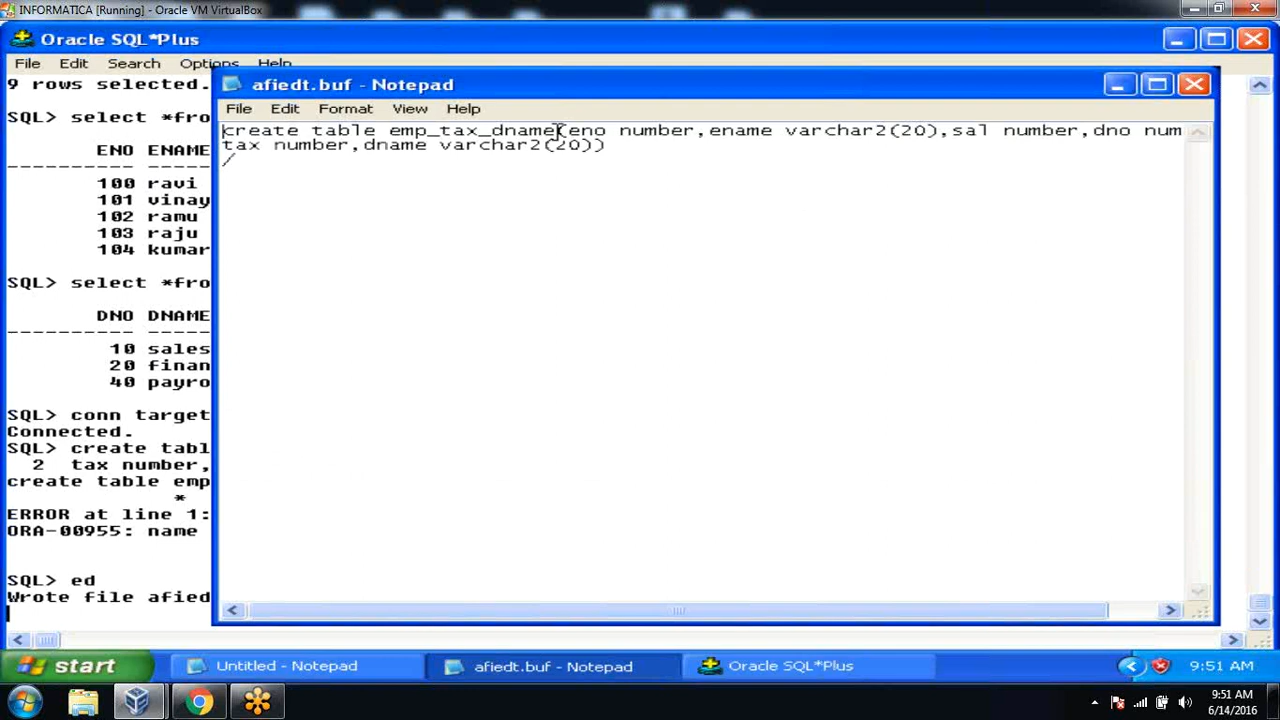 INFORMATICA [Running] - Oracle VM VirtualBox
Oracle SQL*Plus
File Edit Search Options Help
9 rows selected.
SQL> select *fro
ENO ENAME
---------- -----
100 ravi
101 vinay
102 ramu
103 raju
104 kumar
SQL> select *fro
DNO DNAME
---------- -----
10 sales
20 finan
40 payro
SQL> conn target
Connected.
SQL> create tabl
2 tax number,
create table emp
*
ERROR at line 1:
ORA-00955: name
SQL> ed
Wrote file afied
afiedt.buf - Notepad
File Edit Format View Help
create table emp_tax_dname(eno number,ename varchar2(20),sal number,dno num
tax number,dname varchar2(20))
/
start
Untitled - Notepad
afiedt.buf - Notepad
Oracle SQL*Plus
9:51 AM
9:51 AM
6/14/2016